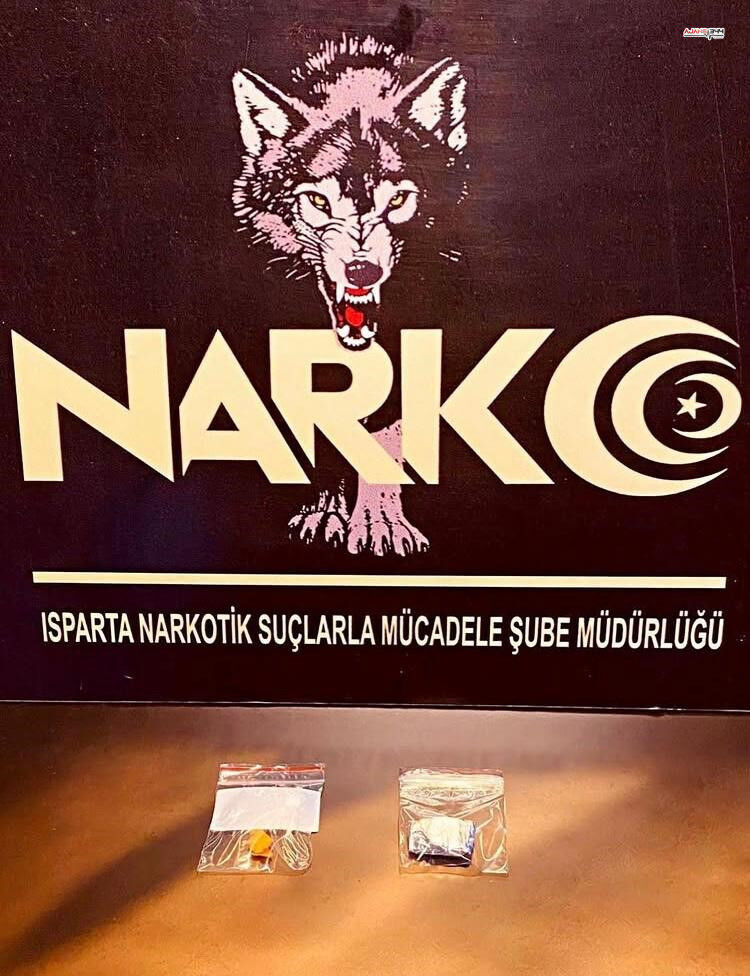 NARKO
ISPARTA NARKOTİK SUÇLARLA MÜCADELE ŞUBE MÜDÜRLÜĞÜ